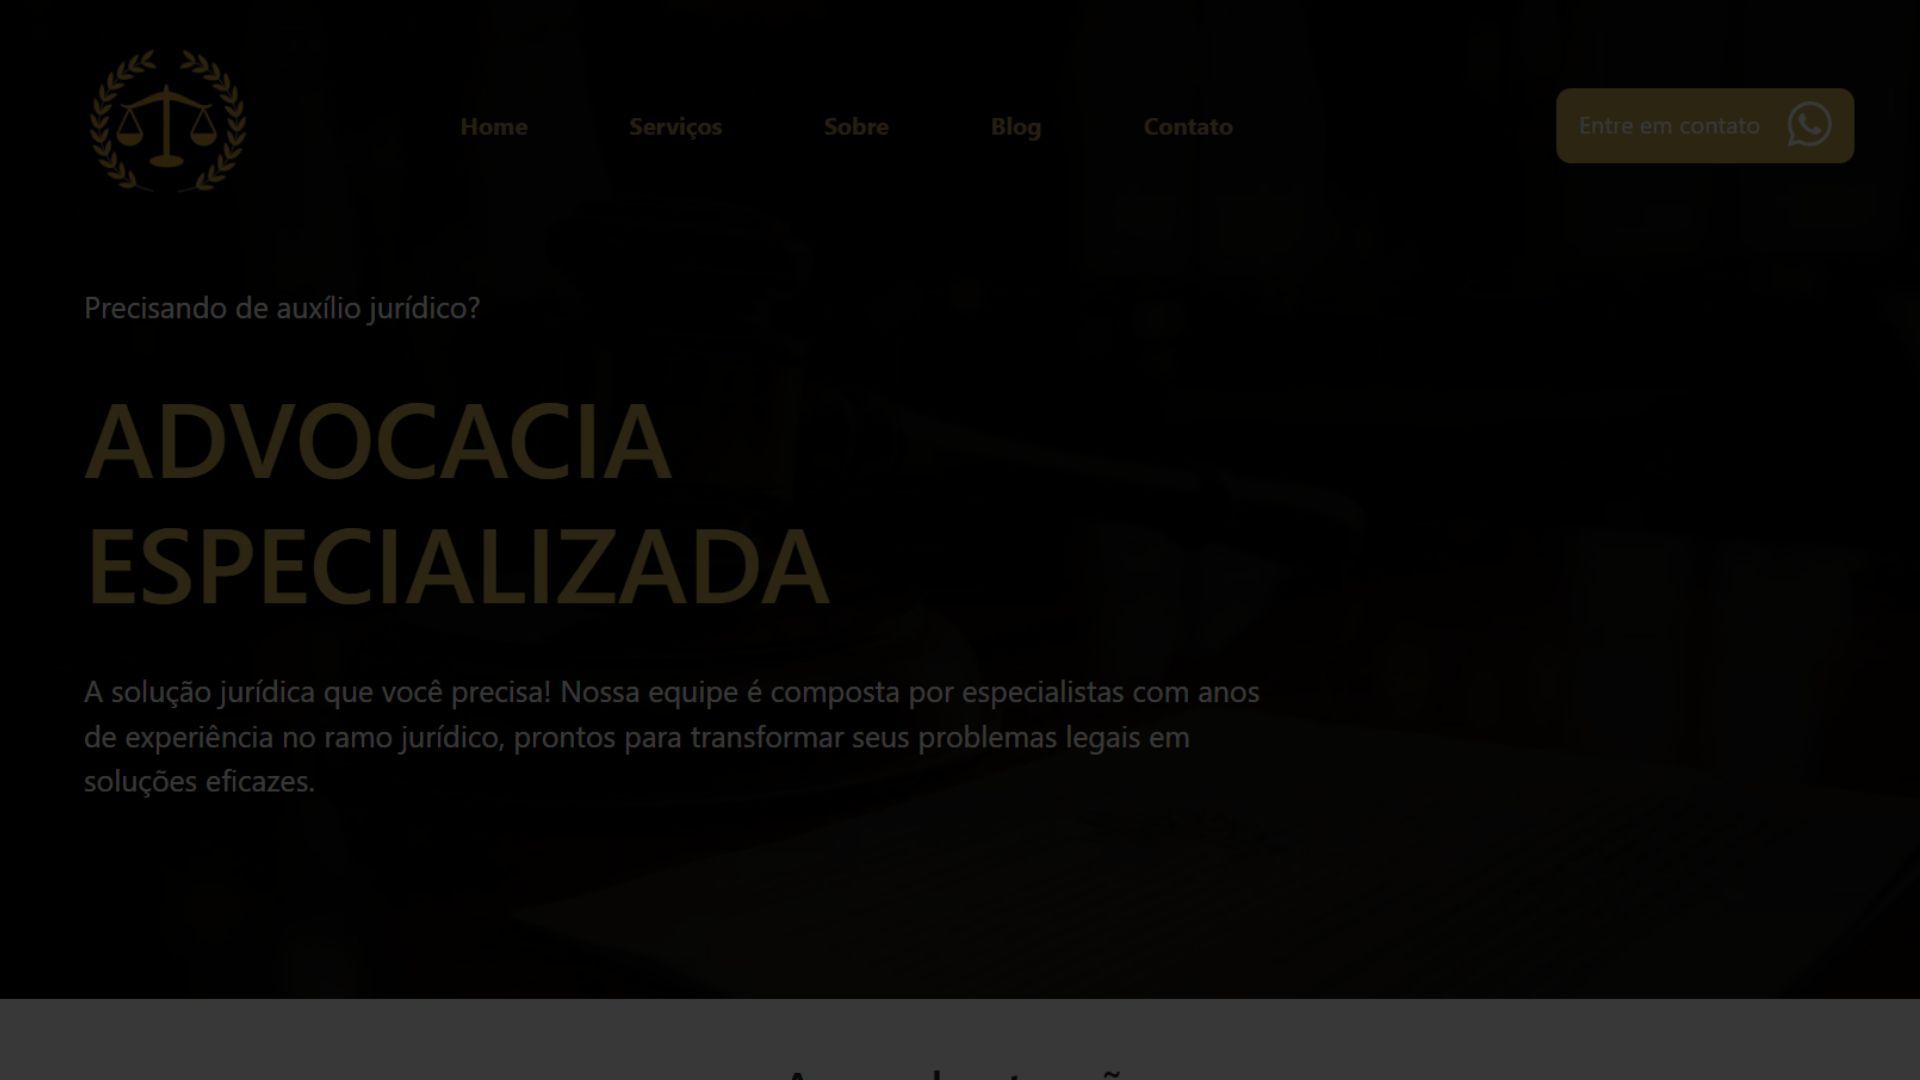 Home
Serviços
Sobre
Blog
Contato
Entre em contato
Precisando de auxílio jurídico?
ADVOCACIA
ESPECIALIZADA
A solução jurídica que você precisa! Nossa equipe é composta por especialistas com anos
de experiência no ramo jurídico, prontos para transformar seus problemas legais em
soluções eficazes.